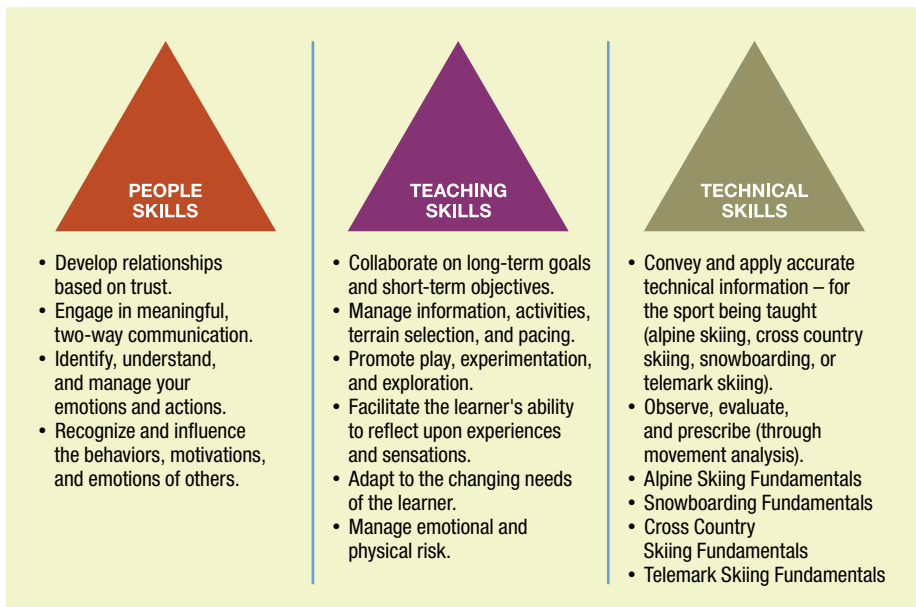 PEOPLE
SKILLS
• Develop relationships
based on trust.
• Engage in meaningful,
two-way communication.
• Identify, understand,
and manage your
emotions and actions.
• Recognize and influence
the behaviors, motivations,
and emotions of others.
TEACHING
SKILLS
• Collaborate on long-term goals
and short-term objectives.
• Manage information, activities,
terrain selection, and pacing.
• Promote play, experimentation,
and exploration.
• Facilitate the learner's ability
to reflect upon experiences
and sensations.
• Adapt to the changing needs
of the learner.
• Manage emotional and
physical risk.
TECHNICAL
SKILLS
• Convey and apply accurate
technical information – for
the sport being taught
(alpine skiing, cross country
skiing, snowboarding, or
telemark skiing).
• Observe, evaluate,
and prescribe (through
movement analysis).
• Alpine Skiing Fundamentals
• Snowboarding Fundamentals
• Cross Country
Skiing Fundamentals
• Telemark Skiing Fundamentals